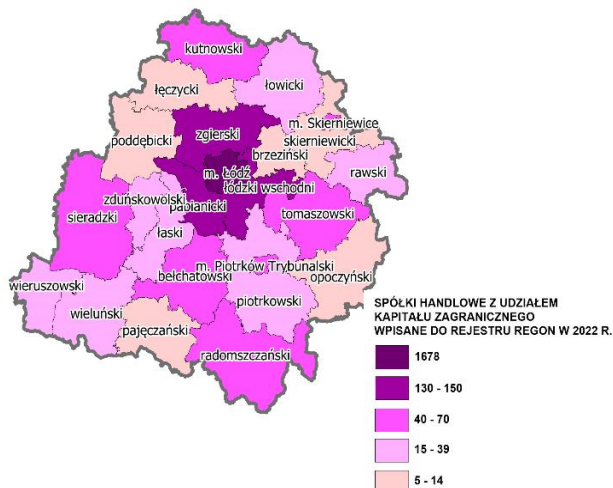 kutnowski
łowicki
łęczycki
m. Skierniewice
zgierski
skierniewicki
poddębicki
brzeziński
m. Łódź
rawski
łódzki wschodni
zduńskowolski
pabianicki
sieradzki
tomaszowski
łaski
m. Piotrków Trybunalski
bełchatowski
opoczyński
wieruszowski
piotrkowski
wieluński
pajęczański
radomszczański
SPÓŁKI HANDLOWE Z UDZIAŁEM
KAPITAŁU ZAGRANICZNEGO
WPISANE DO REJESTRU REGON W 2022 R.
1678
130 - 150
40 - 70
15 - 39
5 - 14